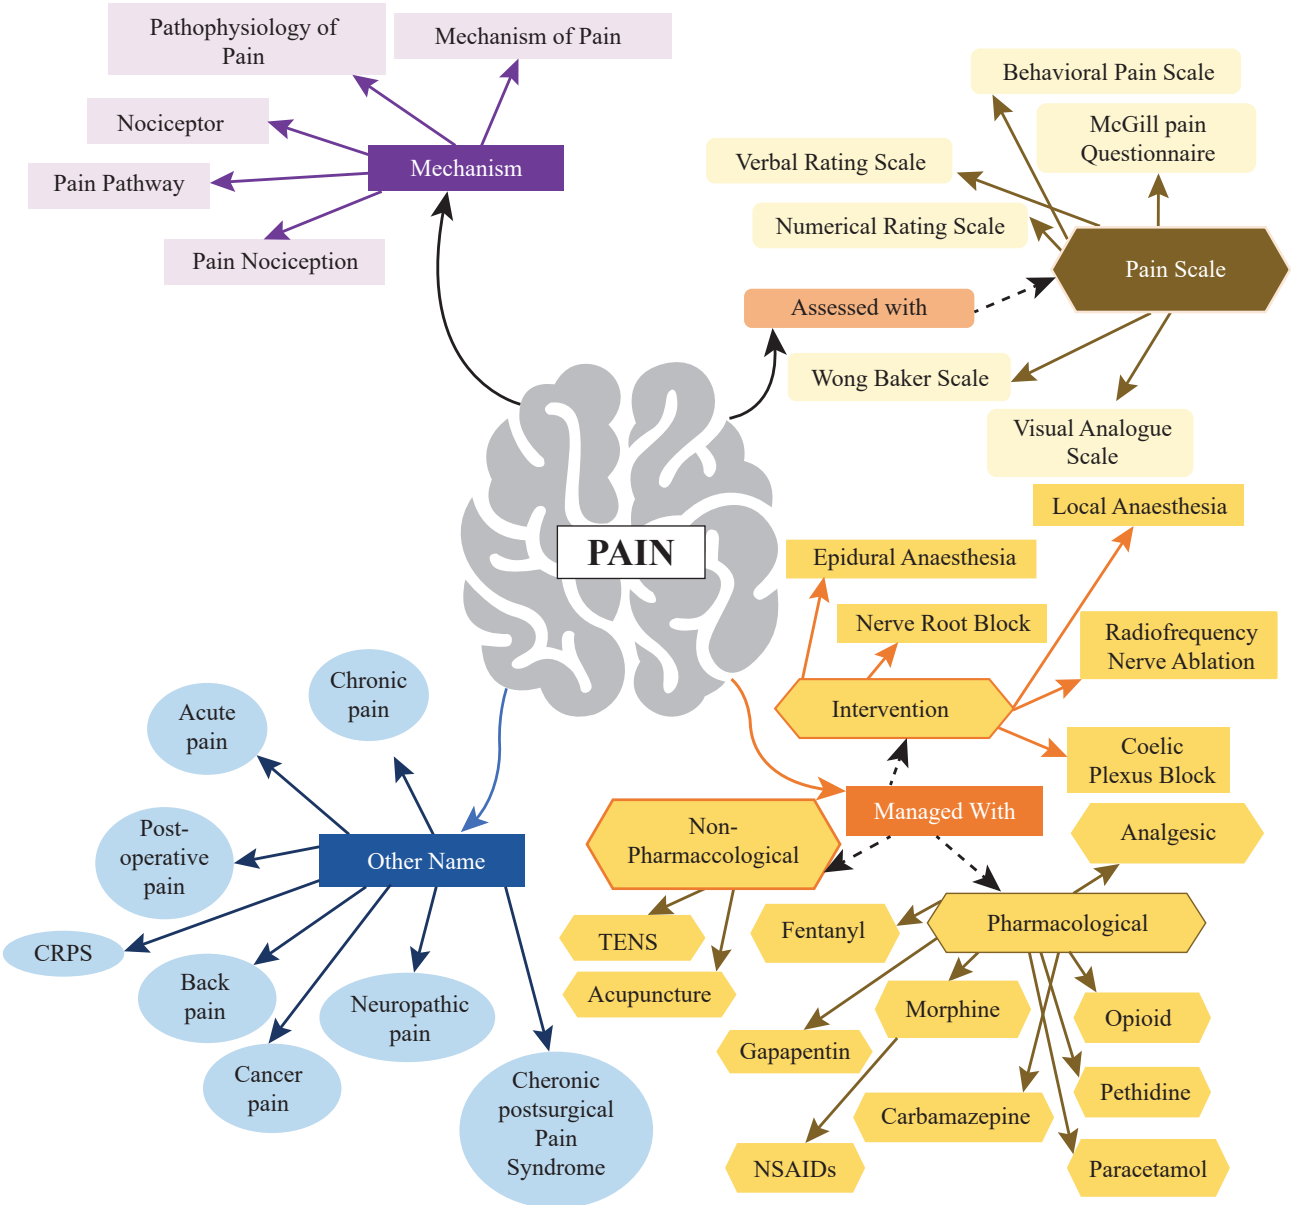 Pathophysiology of
Pain
Mechanism of Pain
Nociceptor
Pain Pathway
Pain Nociception
Mechanism
Behavioral Pain Scale
McGill pain
Questionnaire
Verbal Rating Scale
Numerical Rating Scale
Pain Scale
Assessed with
Wong Baker Scale
Visual Analogue
Scale
PAIN
Local Anaesthesia
Epidural Anaesthesia
Nerve Root Block
Radiofrequency
Nerve Ablation
Intervention
Coelic
Plexus Block
Managed With
Non-
Pharmaccological
TENS
Acupuncture
Analgesic
Pharmacological
Fentanyl
Morphine
Opioid
Gapapentin
Pethidine
Carbamazepine
NSAIDs
Paracetamol
Chronic
pain
Acute
pain
Post-
operative
pain
Other Name
CRPS
Back
pain
Neuropathic
pain
Cancer
pain
Cheronic
postsurgical
Pain
Syndrome